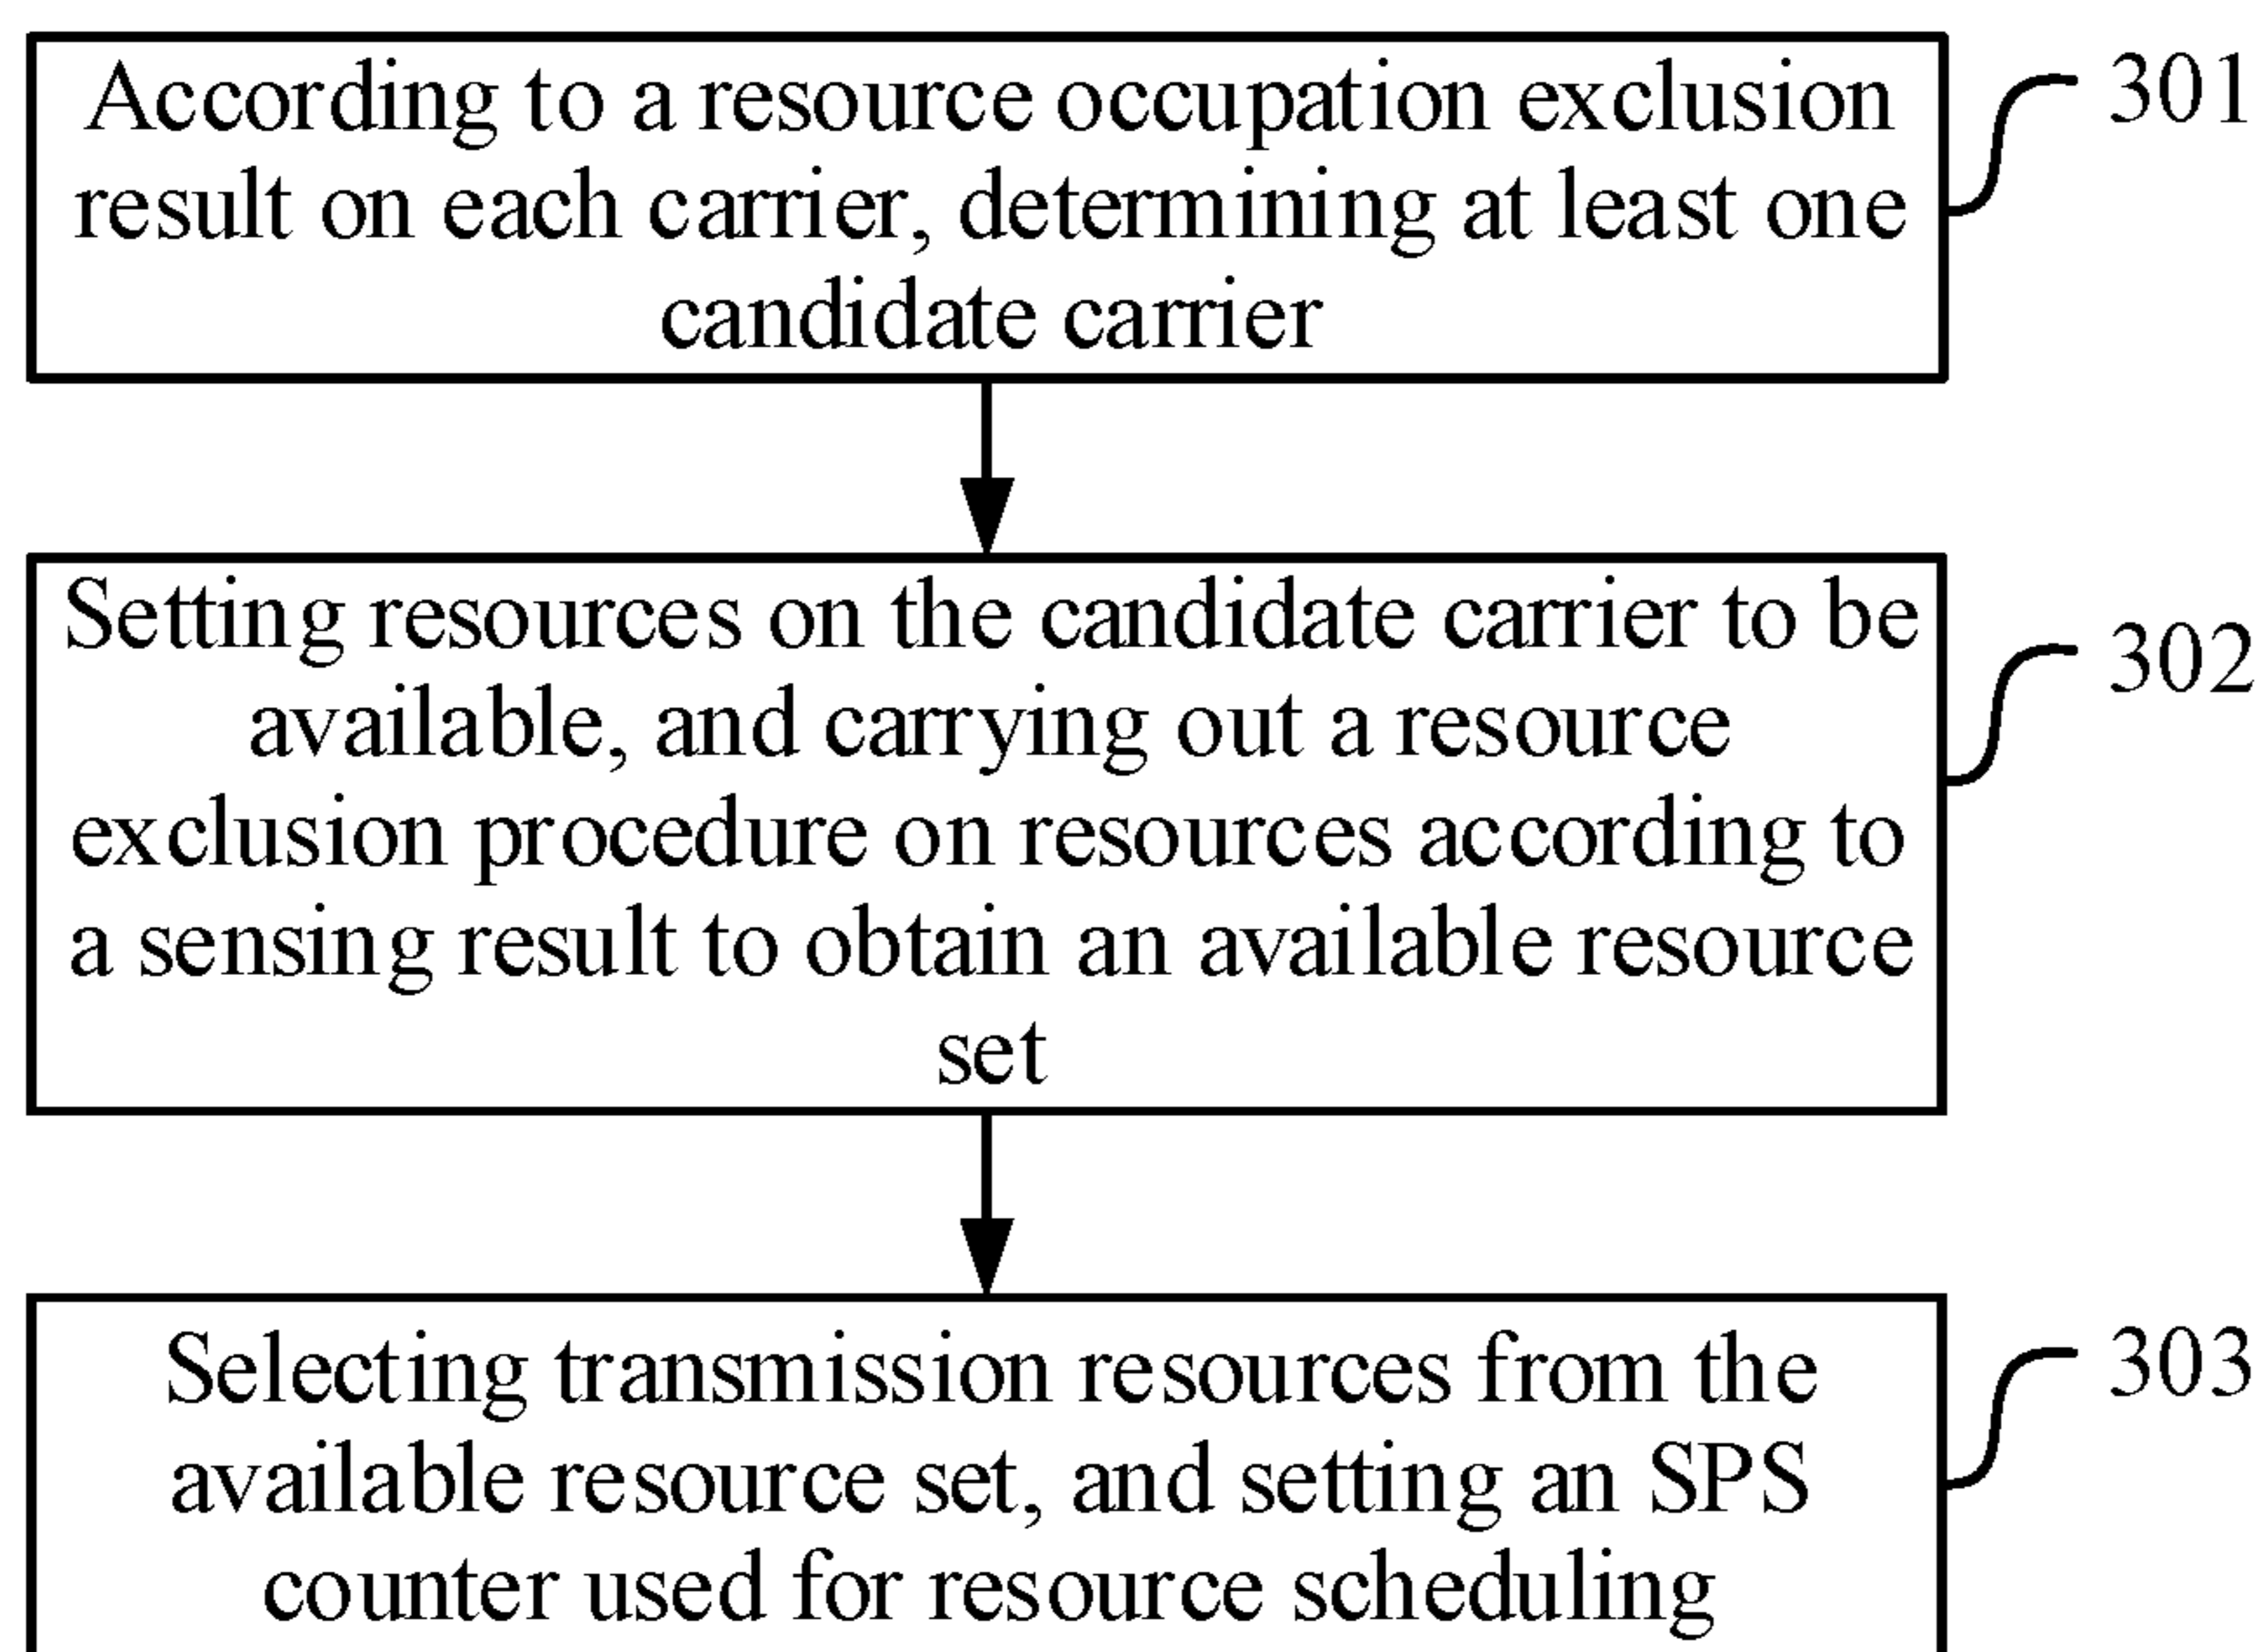 According to a resource occupation exclusion
result on each carrier, determining at least one
candidate carrier
301
Setting resources on the candidate carrier to be
available, and carrying out a resource
exclusion procedure on resources according to
a sensing result to obtain an available resource
set
302
Selecting transmission resources from the
available resource set, and setting an SPS
counter used for resource scheduling
303